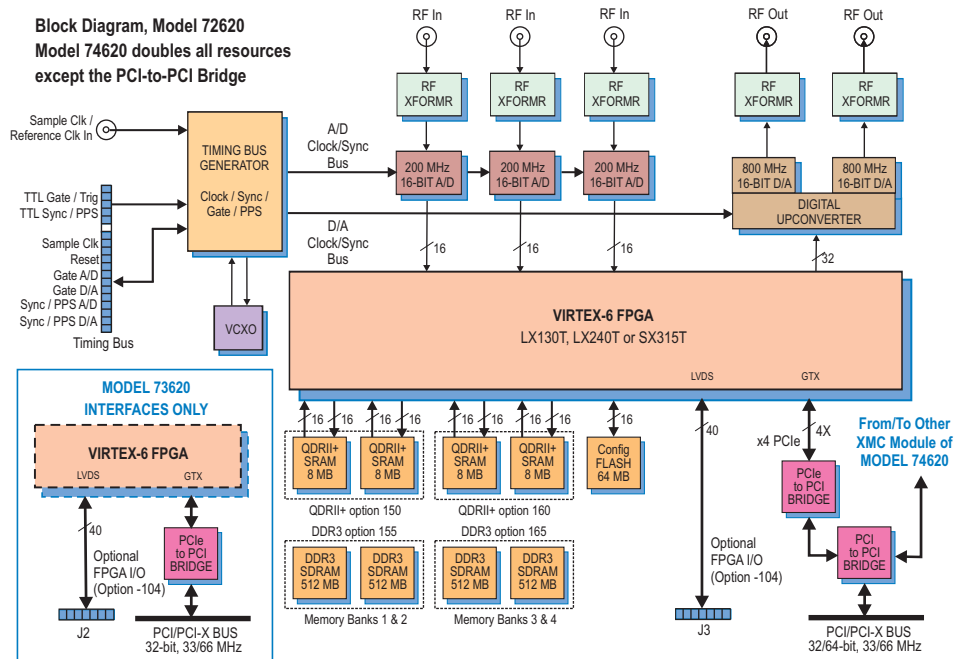 Block Diagram, Model 72620
Model 74620 doubles all resources
except the PCI-to-PCI Bridge
RF In
RF In
RF In
RF Out
RF Out
RF
XFORMR
RF
XFORMR
RF
XFORMR
RF
XFORMR
RF
XFORMR
Sample Clk /
Reference Clk In
TIMING BUS
GENERATOR
Clock / Sync /
Gate / PPS
A/D
Clock/Sync
Bus
200 MHz
16-BIT A/D
200 MHz
16-BIT A/D
200 MHz
16-BIT A/D
800 MHz
16-BIT D/A
800 MHz
16-BIT D/A
DIGITAL
UPCONVERTER
TTL Gate / Trig
TTL Sync / PPS
Sample Clk
Reset
Gate A/D
Gate D/A
Sync / PPS A/D
Sync / PPS D/A
Timing Bus
D/A
Clock/Sync
Bus
16
16
16
32
VCXO
VIRTEX-6 FPGA
LX130T, LX240T or SX315T
LVDS
GTX
MODEL 73620
INTERFACES ONLY
VIRTEX-6 FPGA
LVDS
GTX
40
PCIe
to PCI
BRIDGE
Optional
FPGA I/O
(Option -104)
J2
PCI/PCI-X BUS
32-bit, 33/66 MHz
16
16
16
16
16
16
16
16
16
40
4X
x4 PCIe
QDRII+
SRAM
8 MB
QDRII+
SRAM
8 MB
QDRII+
SRAM
8 MB
QDRII+
SRAM
8 MB
Config
FLASH
64 MB
QDRII+ option 150
QDRII+ option 160
DDR3 option 155
DDR3 option 165
DDR3
SDRAM
512 MB
DDR3
SDRAM
512 MB
DDR3
SDRAM
512 MB
DDR3
SDRAM
512 MB
Memory Banks 1 & 2
Memory Banks 3 & 4
From/To Other
XMC Module of
MODEL 74620
PCIe
to PCI
BRIDGE
PCI
to PCI
BRIDGE
Optional
FPGA I/O
(Option -104)
J3
PCI/PCI-X BUS
32/64-bit, 33/66 MHz